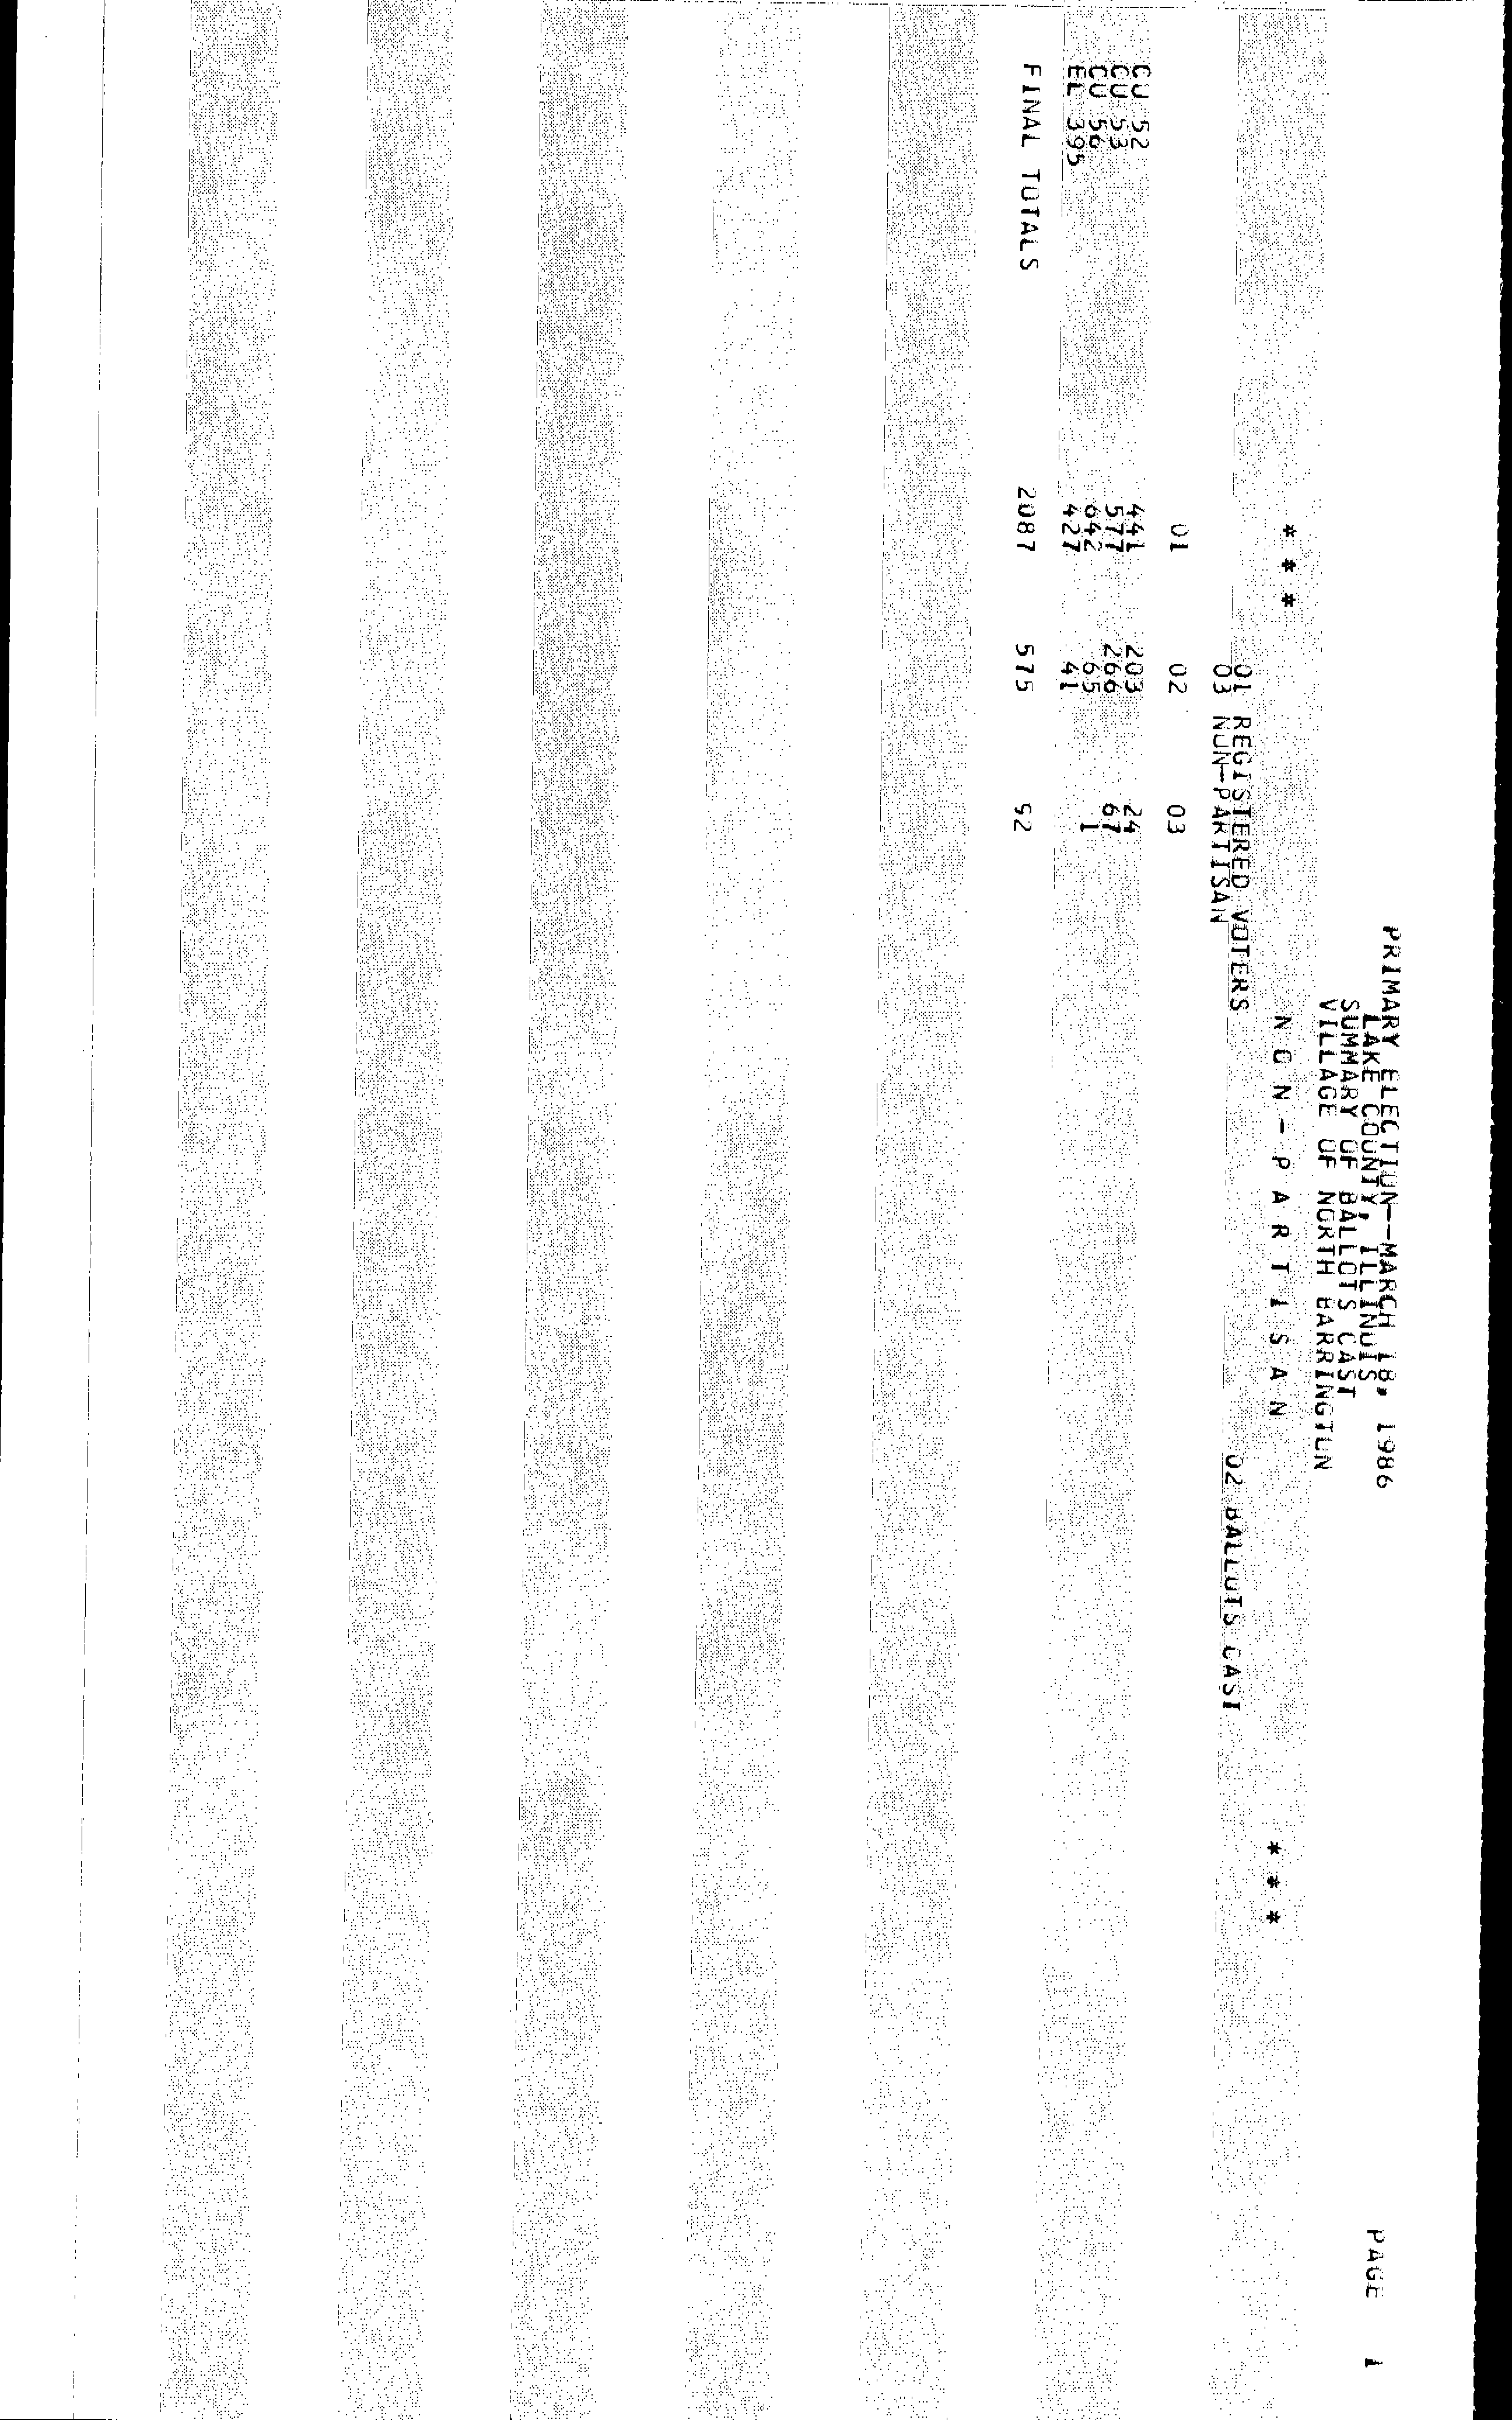 PRIMARY ELECTION--MARCH 18, 1986 PAGE 1
LAKE COUNTY, ILLINOIS
SUMMARY OF BALLOTS CAST
VILLAGE OF NORTH BARRINGTON
* * * N O N - P A R T I S A N * * *
01 REGISTERED VOTERS 02 BALLOTS CAST
03 NON-PARTISAN
01 02 03
CU 52 441 203 24
CU 53 577 266 67
CU 56 642 65 1
EL 395 427 41
FINAL TOTALS 2087 575 92